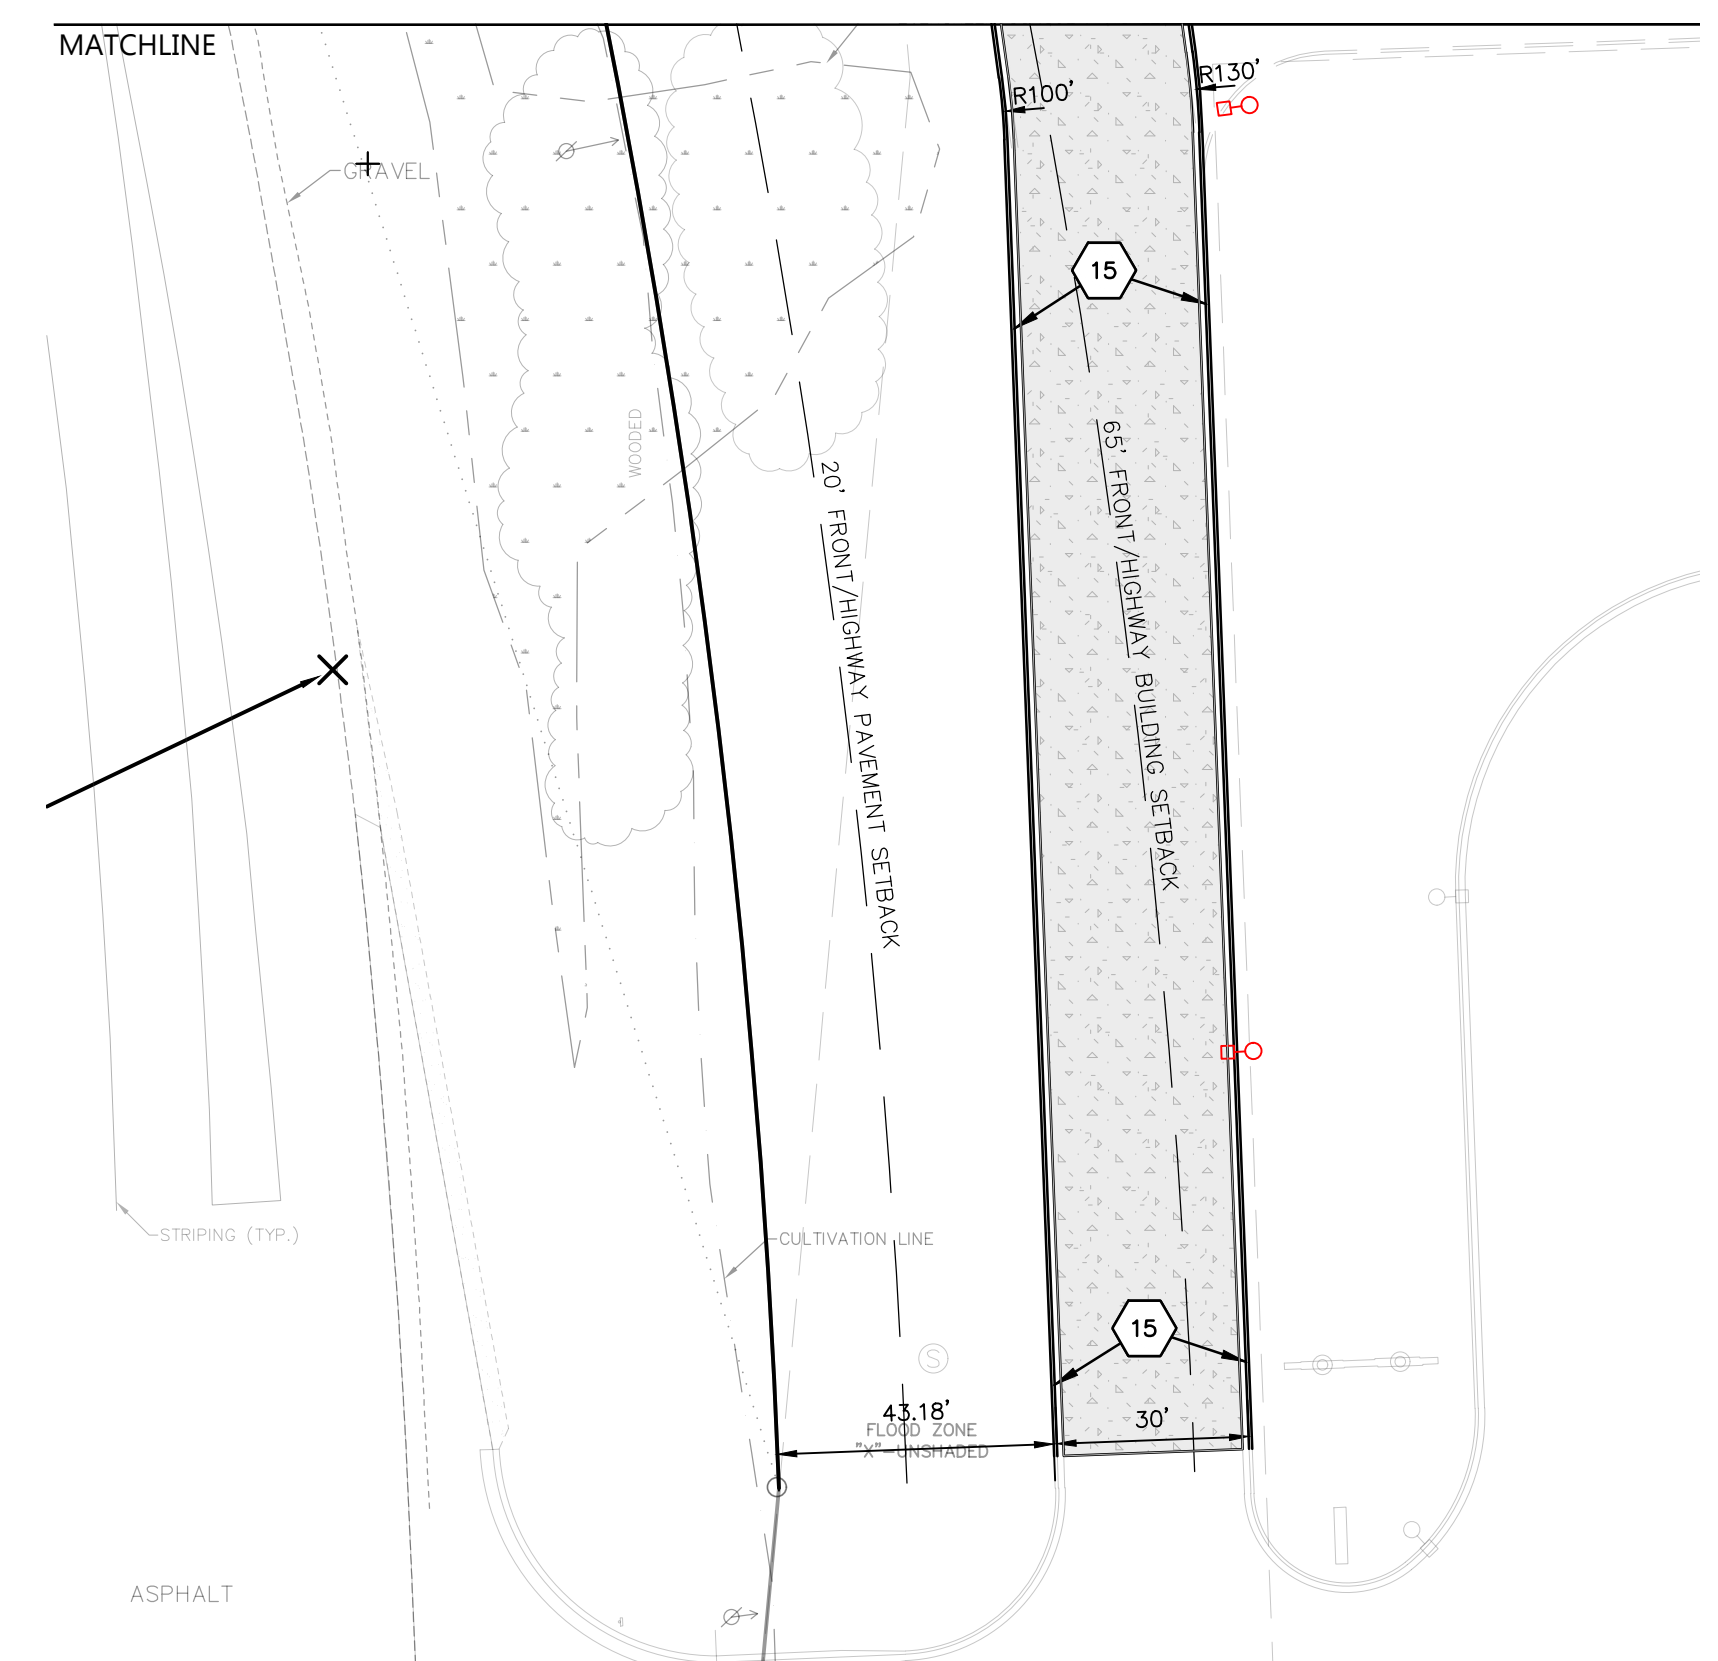 MATCHLINE
R130'
R100'
GRAVEL
15
WOODED
20' FRONT/HIGHWAY PAVEMENT SETBACK
65' FRONT/HIGHWAY BUILDING SETBACK
STRIPING (TYP.)
CULTIVATION LINE
15
S
43.18'
30'
FLOOD ZONE
"X"-UNSHADED
ASPHALT